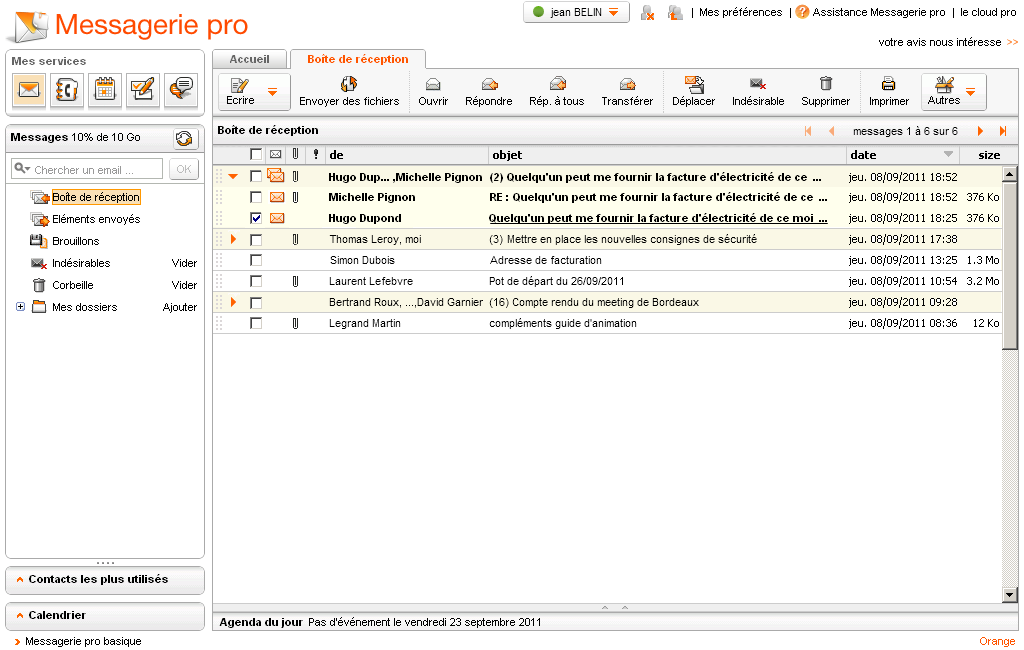 Messagerie pro
jean BELIN | Mes préférences | Assistance Messagerie pro | le cloud pro
votre avis nous intéresse >>
Mes services
Accueil Boîte de réception
Ecrire Envoyer des fichiers Ouvrir Répondre Rép. à tous Transférer Déplacer Indésirable Supprimer Imprimer Autres
Messages 10% de 10 Go
Chercher un email .... OK
Boîte de réception
Eléments envoyés
Brouillons
Indésirables Vider
Corbeille Vider
Mes dossiers Ajouter
Contacts les plus utilisés
Calendrier
Messagerie pro basique
Boîte de réception messages 1 à 6 sur 6
! de objet date size
Hugo Dup... ,Michelle Pignon (2) Quelqu'un peut me fournir la facture d'électricité de ce ... jeu. 08/09/2011 18:52
Michelle Pignon RE : Quelqu'un peut me fournir la facture d'électricité de ce ... jeu. 08/09/2011 18:52 376 Ko
Hugo Dupond Quelqu'un peut me fournir la facture d'électricité de ce moi ... jeu. 08/09/2011 18:25 376 Ko
Thomas Leroy, moi (3) Mettre en place les nouvelles consignes de sécurité jeu. 08/09/2011 17:38
Simon Dubois Adresse de facturation jeu. 08/09/2011 13:25 1.3 Mo
Laurent Lefebvre Pot de départ du 26/09/2011 jeu. 08/09/2011 10:54 3.2 Mo
Bertrand Roux, ...,David Garnier (16) Compte rendu du meeting de Bordeaux jeu. 08/09/2011 09:28
Legrand Martin compléments guide d'animation jeu. 08/09/2011 08:36 12 Ko
Agenda du jour Pas d'événement le vendredi 23 septembre 2011
Orange